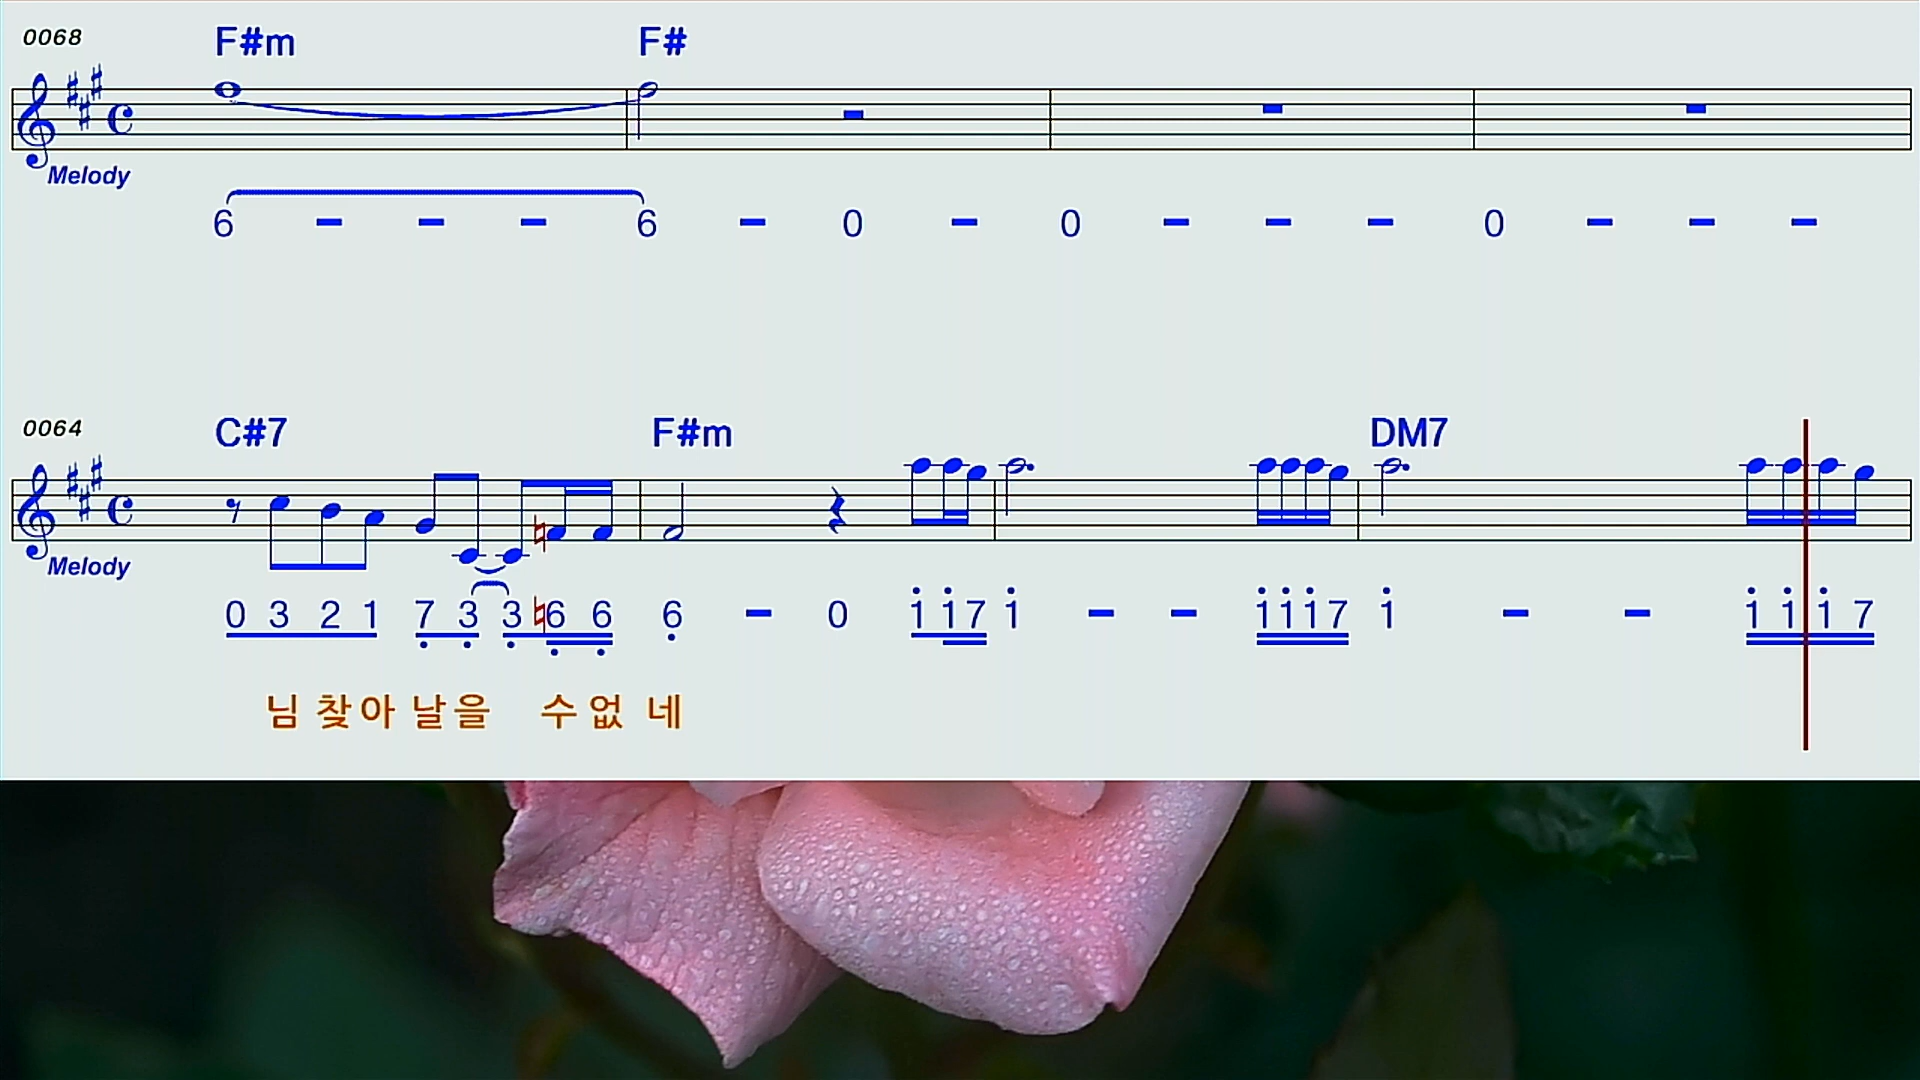 0068 F#m F#
Melody
6 - - - 6 - 0 - 0 - - - 0 - - -
0064 C#7 F#m DM7
Melody
0 3 2 1 7 3 3 ♮6 6 6 - 0 1 1 7 1 - - 1 1 1 7 1 - - 1 1 1 7
님 찾아 날을 수없 네